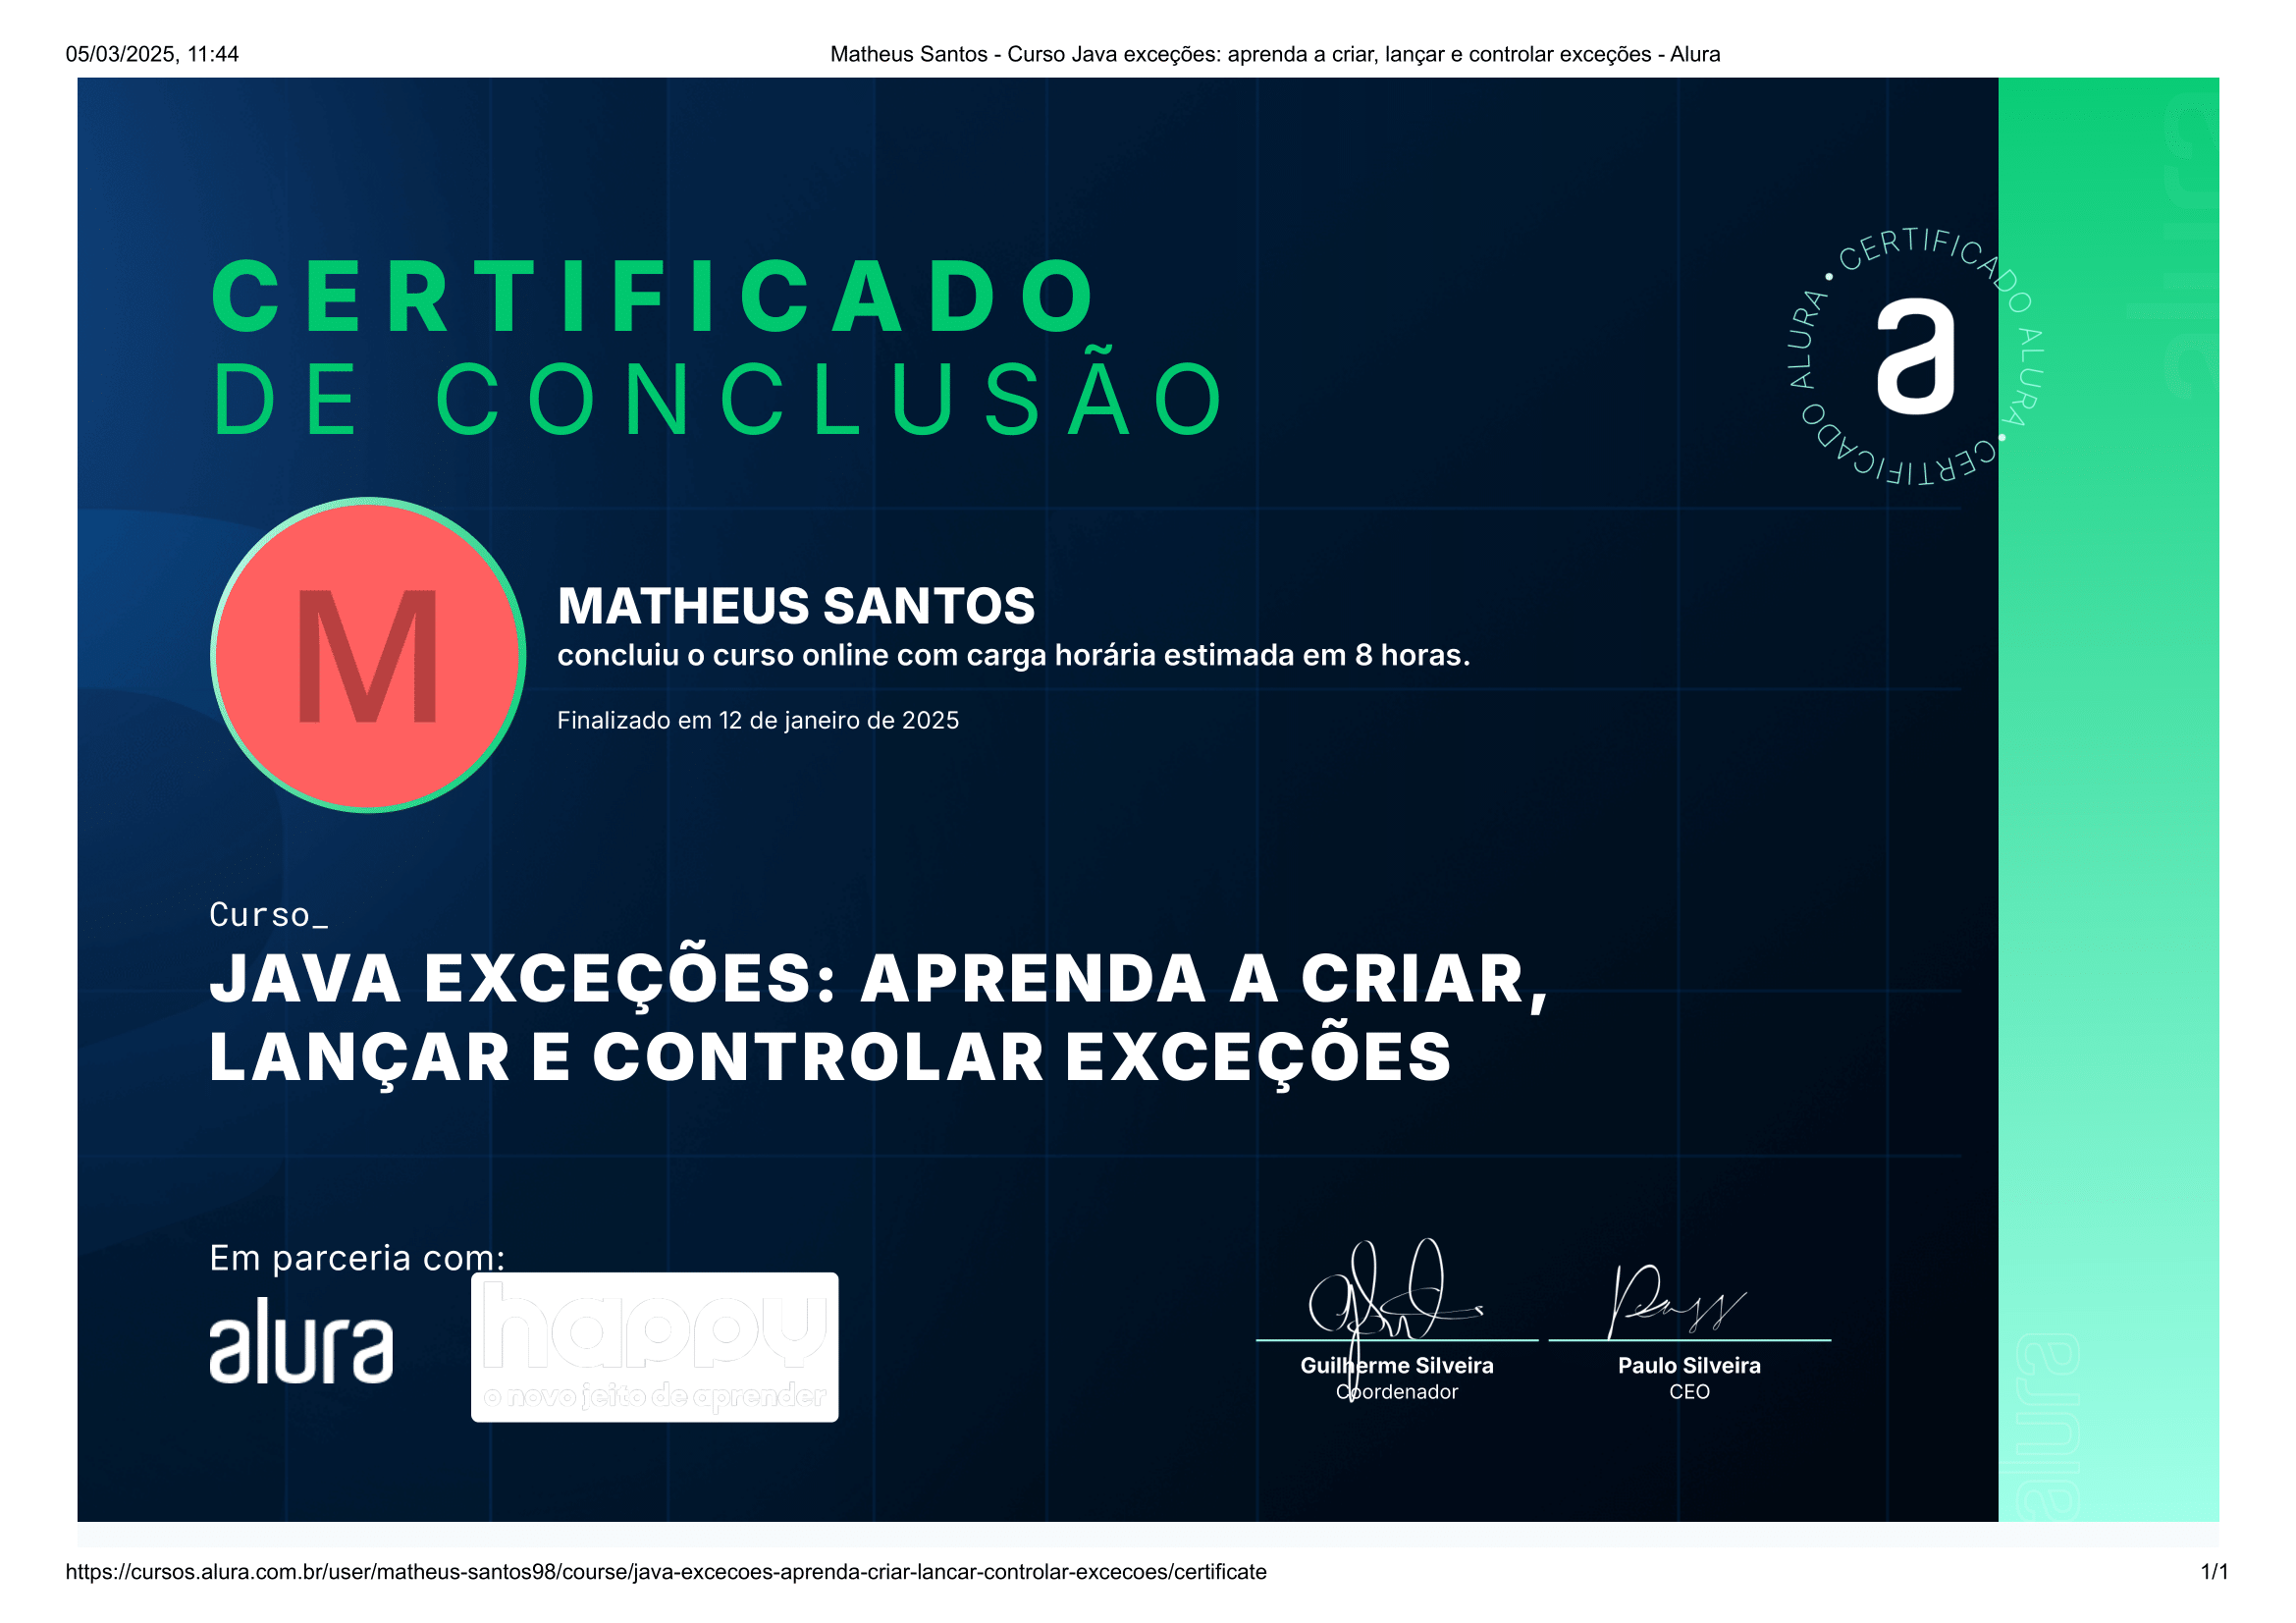 05/03/2025, 11:44
Matheus Santos - Curso Java exceções: aprenda a criar, lançar e controlar exceções - Alura
alura
CERTIFICADO
DE CONCLUSÃO
CERTIFICADO ALURA • CERTIFICADO ALURA •
a
M
MATHEUS SANTOS
concluiu o curso online com carga horária estimada em 8 horas.
Finalizado em 12 de janeiro de 2025
Curso_
JAVA EXCEÇÕES: APRENDA A CRIAR,
LANÇAR E CONTROLAR EXCEÇÕES
Em parceria com:
alura
happy
o novo jeito de aprender
Guilherme Silveira
Coordenador
Paulo Silveira
CEO
alura
https://cursos.alura.com.br/user/matheus-santos98/course/java-excecoes-aprenda-criar-lancar-controlar-excecoes/certificate
1/1